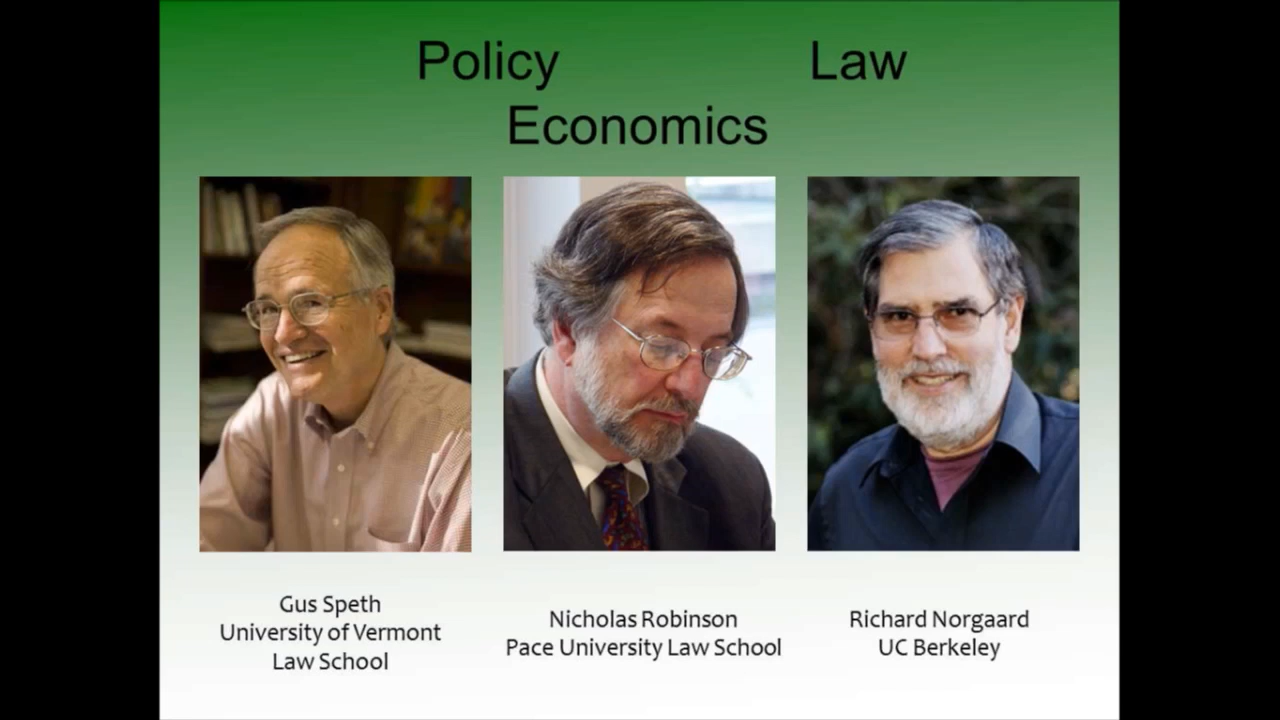 Policy Law
Economics
Gus Speth
University of Vermont
Law School
Nicholas Robinson
Pace University Law School
Richard Norgaard
UC Berkeley